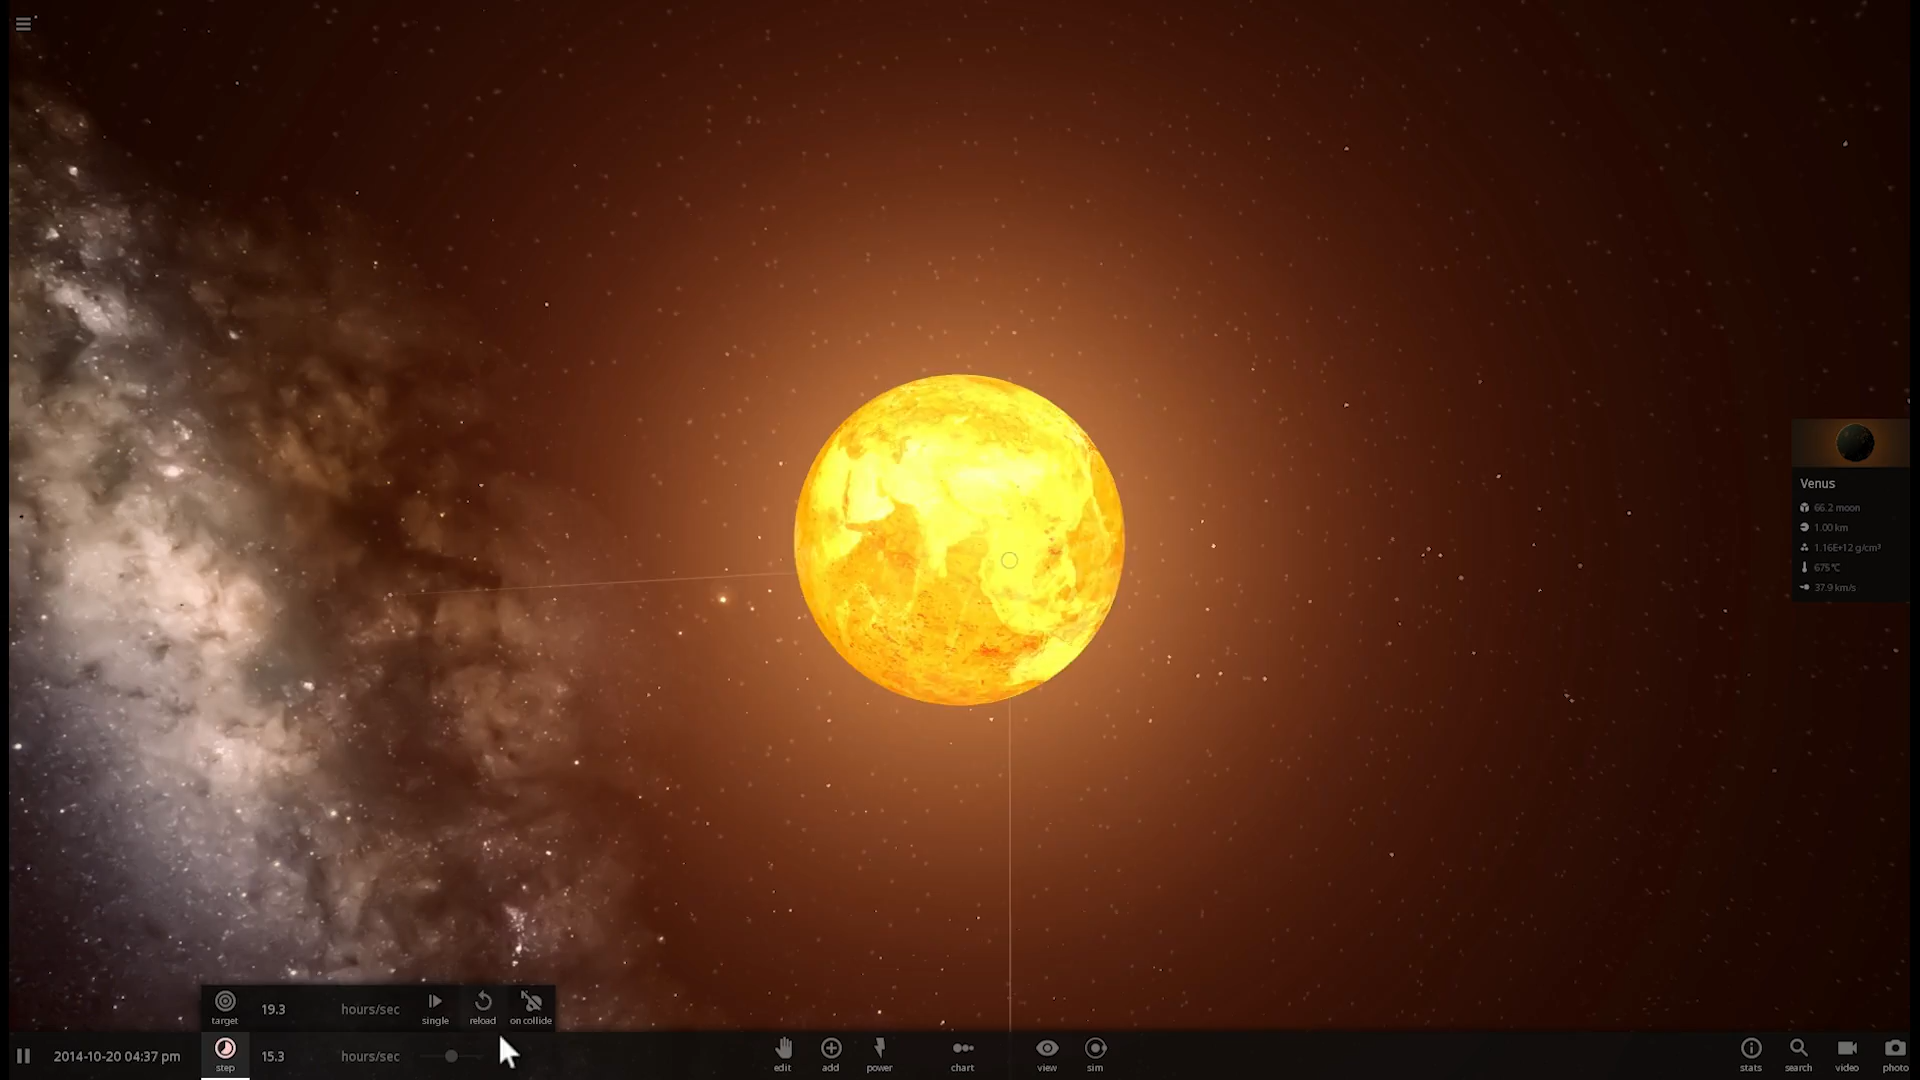 Venus
66.2 moon
1.00 km
1.16E+12 g/cm³
675°C
37.9 km/s
target 19.3 hours/sec single reload on collide
2014-10-20 04:37 pm step 15.3 hours/sec edit add power chart view sim stats search video photo